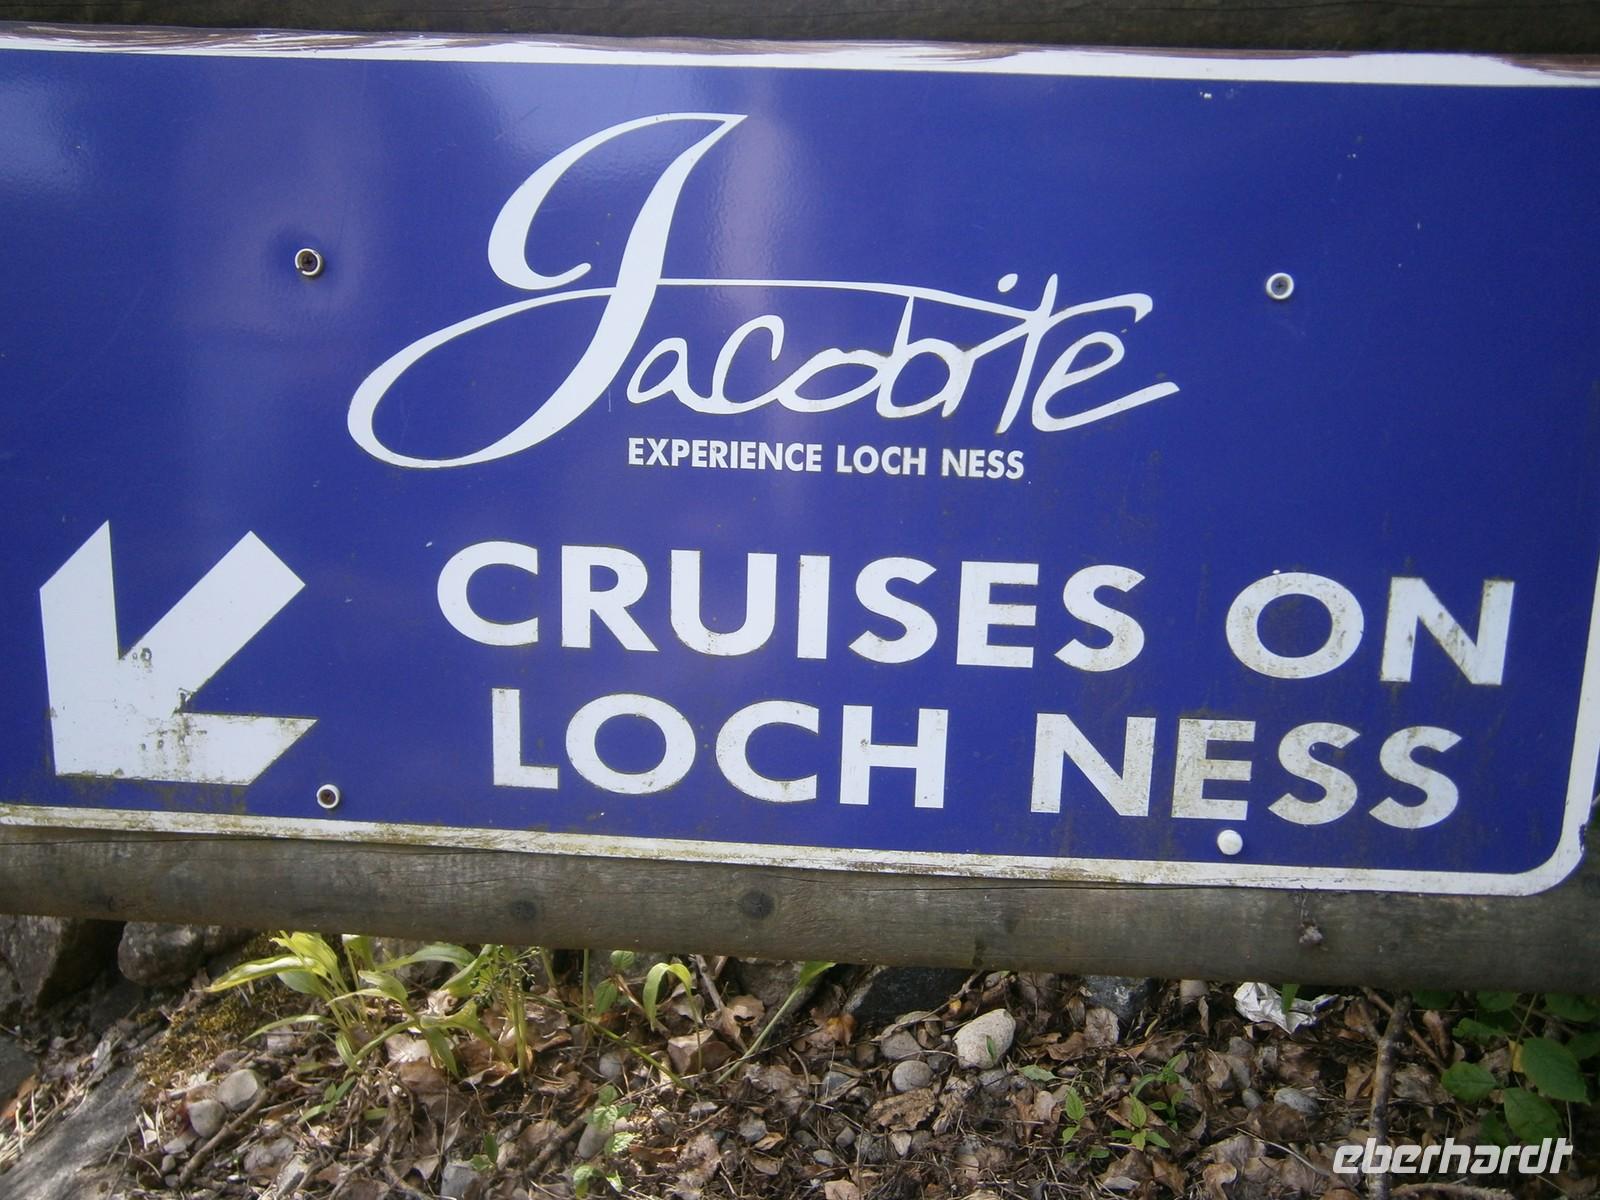 Jacobite
EXPERIENCE LOCH NESS
CRUISES ON
LOCH NESS
eberhardt